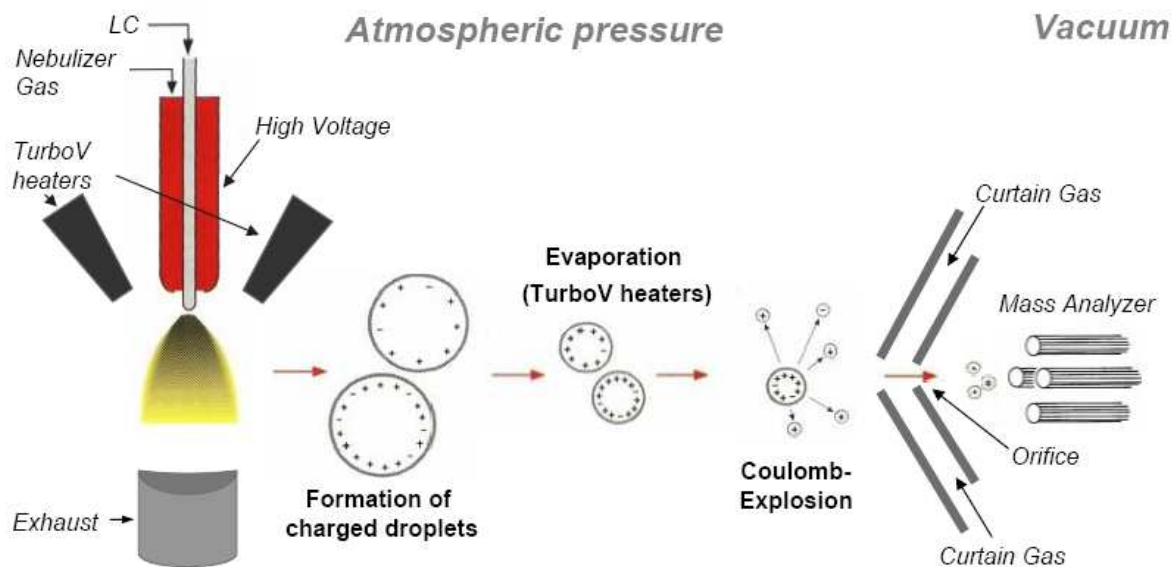 LC
Atmospheric pressure
Vacuum
Nebulizer
Gas
High Voltage
TurboV
heaters
Curtain Gas
Evaporation
(TurboV heaters)
Mass Analyzer
Orifice
Coulomb-
Explosion
Formation of
charged droplets
Exhaust
Curtain Gas